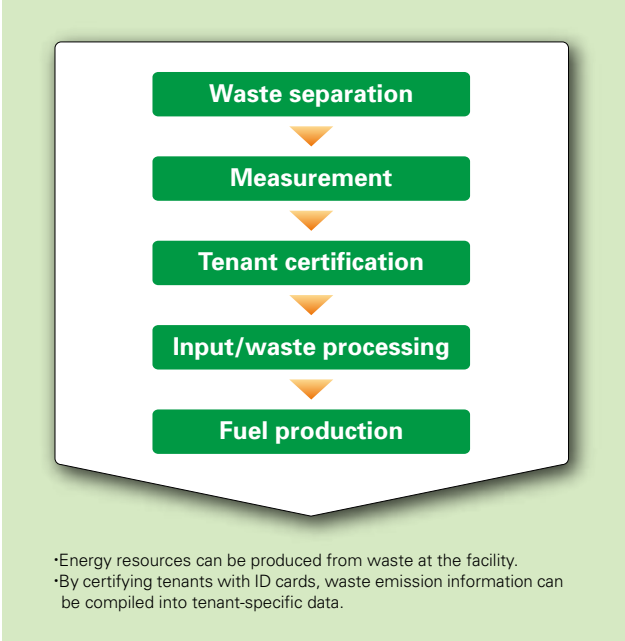 Waste separation
Measurement
Tenant certification
Input/waste processing
Fuel production
・Energy resources can be produced from waste at the facility.
・By certifying tenants with ID cards, waste emission information can
be compiled into tenant-specific data.